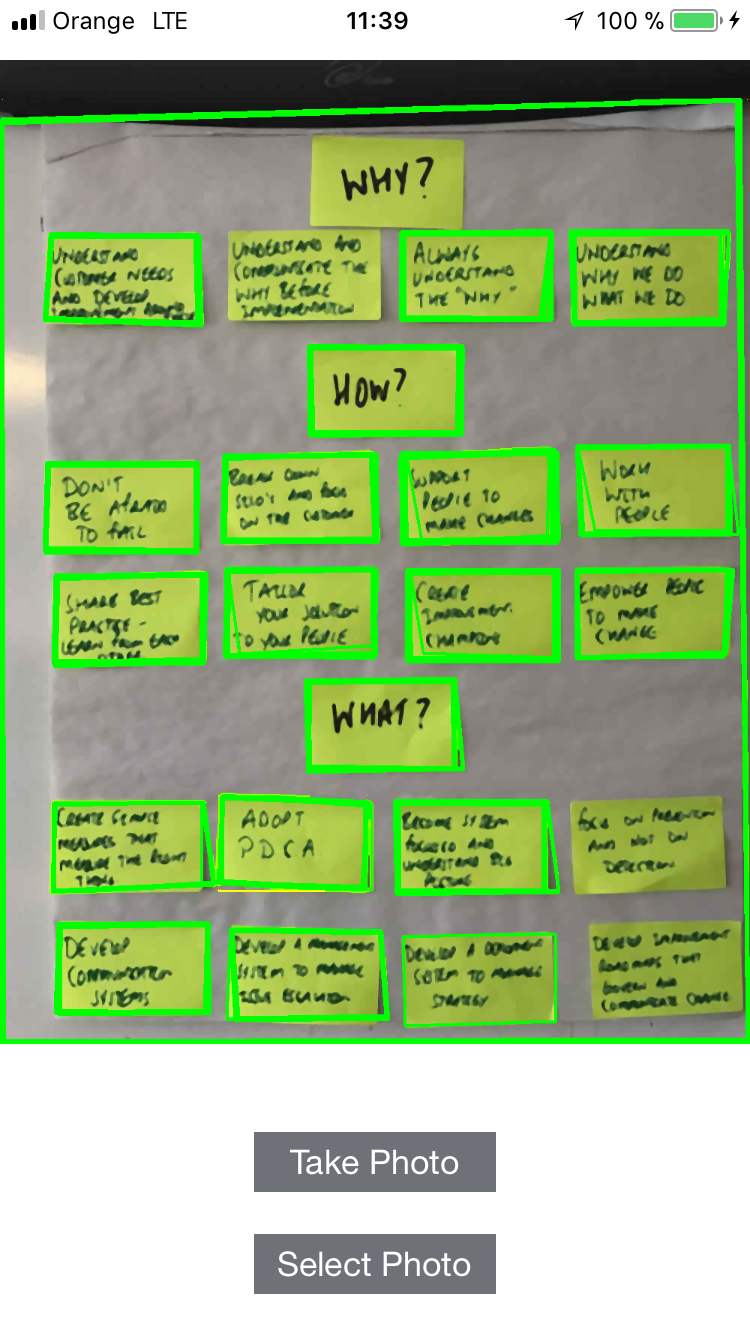 Orange LTE 11:39 100 %
WHY?
UNDERSTAND
CUSTOMER NEEDS
AND DEVELOP
IMPROVEMENT AROUND
UNDERSTAND AND
COMMUNICATE THE
WHY BEFORE
IMPLEMENTATION
ALWAYS
UNDERSTAND
THE "WHY"
UNDERSTAND
WHY WE DO
WHAT WE DO
HOW?
DON'T
BE AFRAID
TO FAIL
BREAK DOWN
SILO'S AND FOCUS
ON THE CUSTOMER
SUPPORT
PEOPLE TO
MAKE CHANGES
WORK
WITH
PEOPLE
SHARE BEST
PRACTICE -
LEARN FROM EACH
OTHER
TAILOR
YOUR SOLUTION
TO YOUR PEOPLE
CREATE
IMPROVEMENT
CHAMPIONS
EMPOWER PEOPLE
TO MAKE
CHANGE
WHAT?
CREATE
MEASURES THAT
MEASURE THE RIGHT
THING
ADOPT
PDCA
BECOME SYSTEM
FOCUSED AND
UNDERSTAND BIG
PICTURE
FOCUS ON PREVENTION
AND NOT ON
DETECTION
DEVELOP
COMMUNICATION
SYSTEMS
DEVELOP A MANAGEMENT
SYSTEM TO MANAGE
ISSUE ESCALATION
DEVELOP A DEPLOYMENT
SYSTEM TO MANAGE
STRATEGY
DEVELOP IMPROVEMENT
ROADMAPS THAT
GOVERN AND
COMMUNICATE CHANGE
Take Photo
Select Photo